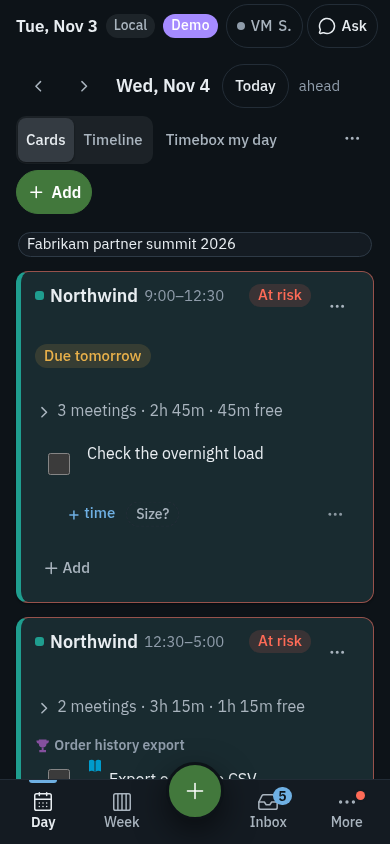 Tue, Nov 3 Local Demo VM S. Ask
Wed, Nov 4 Today ahead
Cards Timeline Timebox my day
+ Add
Fabrikam partner summit 2026
Northwind 9:00–12:30 At risk
Due tomorrow
3 meetings · 2h 45m · 45m free
Check the overnight load
+ time Size?
+ Add
Northwind 12:30–5:00 At risk
2 meetings · 3h 15m · 1h 15m free
Order history export
CSV
5
Day Week Inbox More